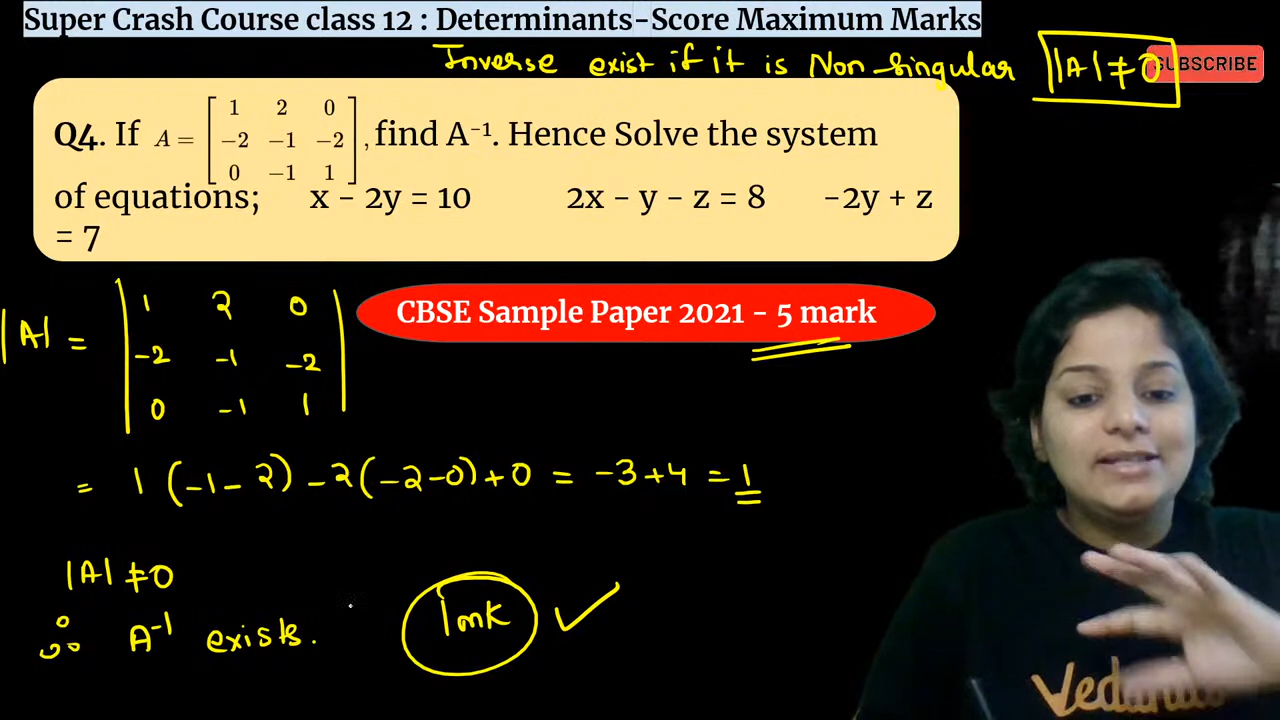 Super Crash Course class 12 : Determinants-Score Maximum Marks
Inverse exist if it is Non-singular |A| ≠ 0
SUBSCRIBE
Q4. If A = [1 2 0
-2 -1 -2
0 -1 1], find A⁻¹. Hence Solve the system
of equations; x - 2y = 10 2x - y - z = 8 -2y + z
= 7
CBSE Sample Paper 2021 - 5 mark
|A| = | 1 2 0
-2 -1 -2
0 -1 1 |
= 1 (-1-2) -2(-2-0)+0 = -3+4 = 1
|A| ≠ 0
∴ A⁻¹ exists.
1mk ✓
Vedantu